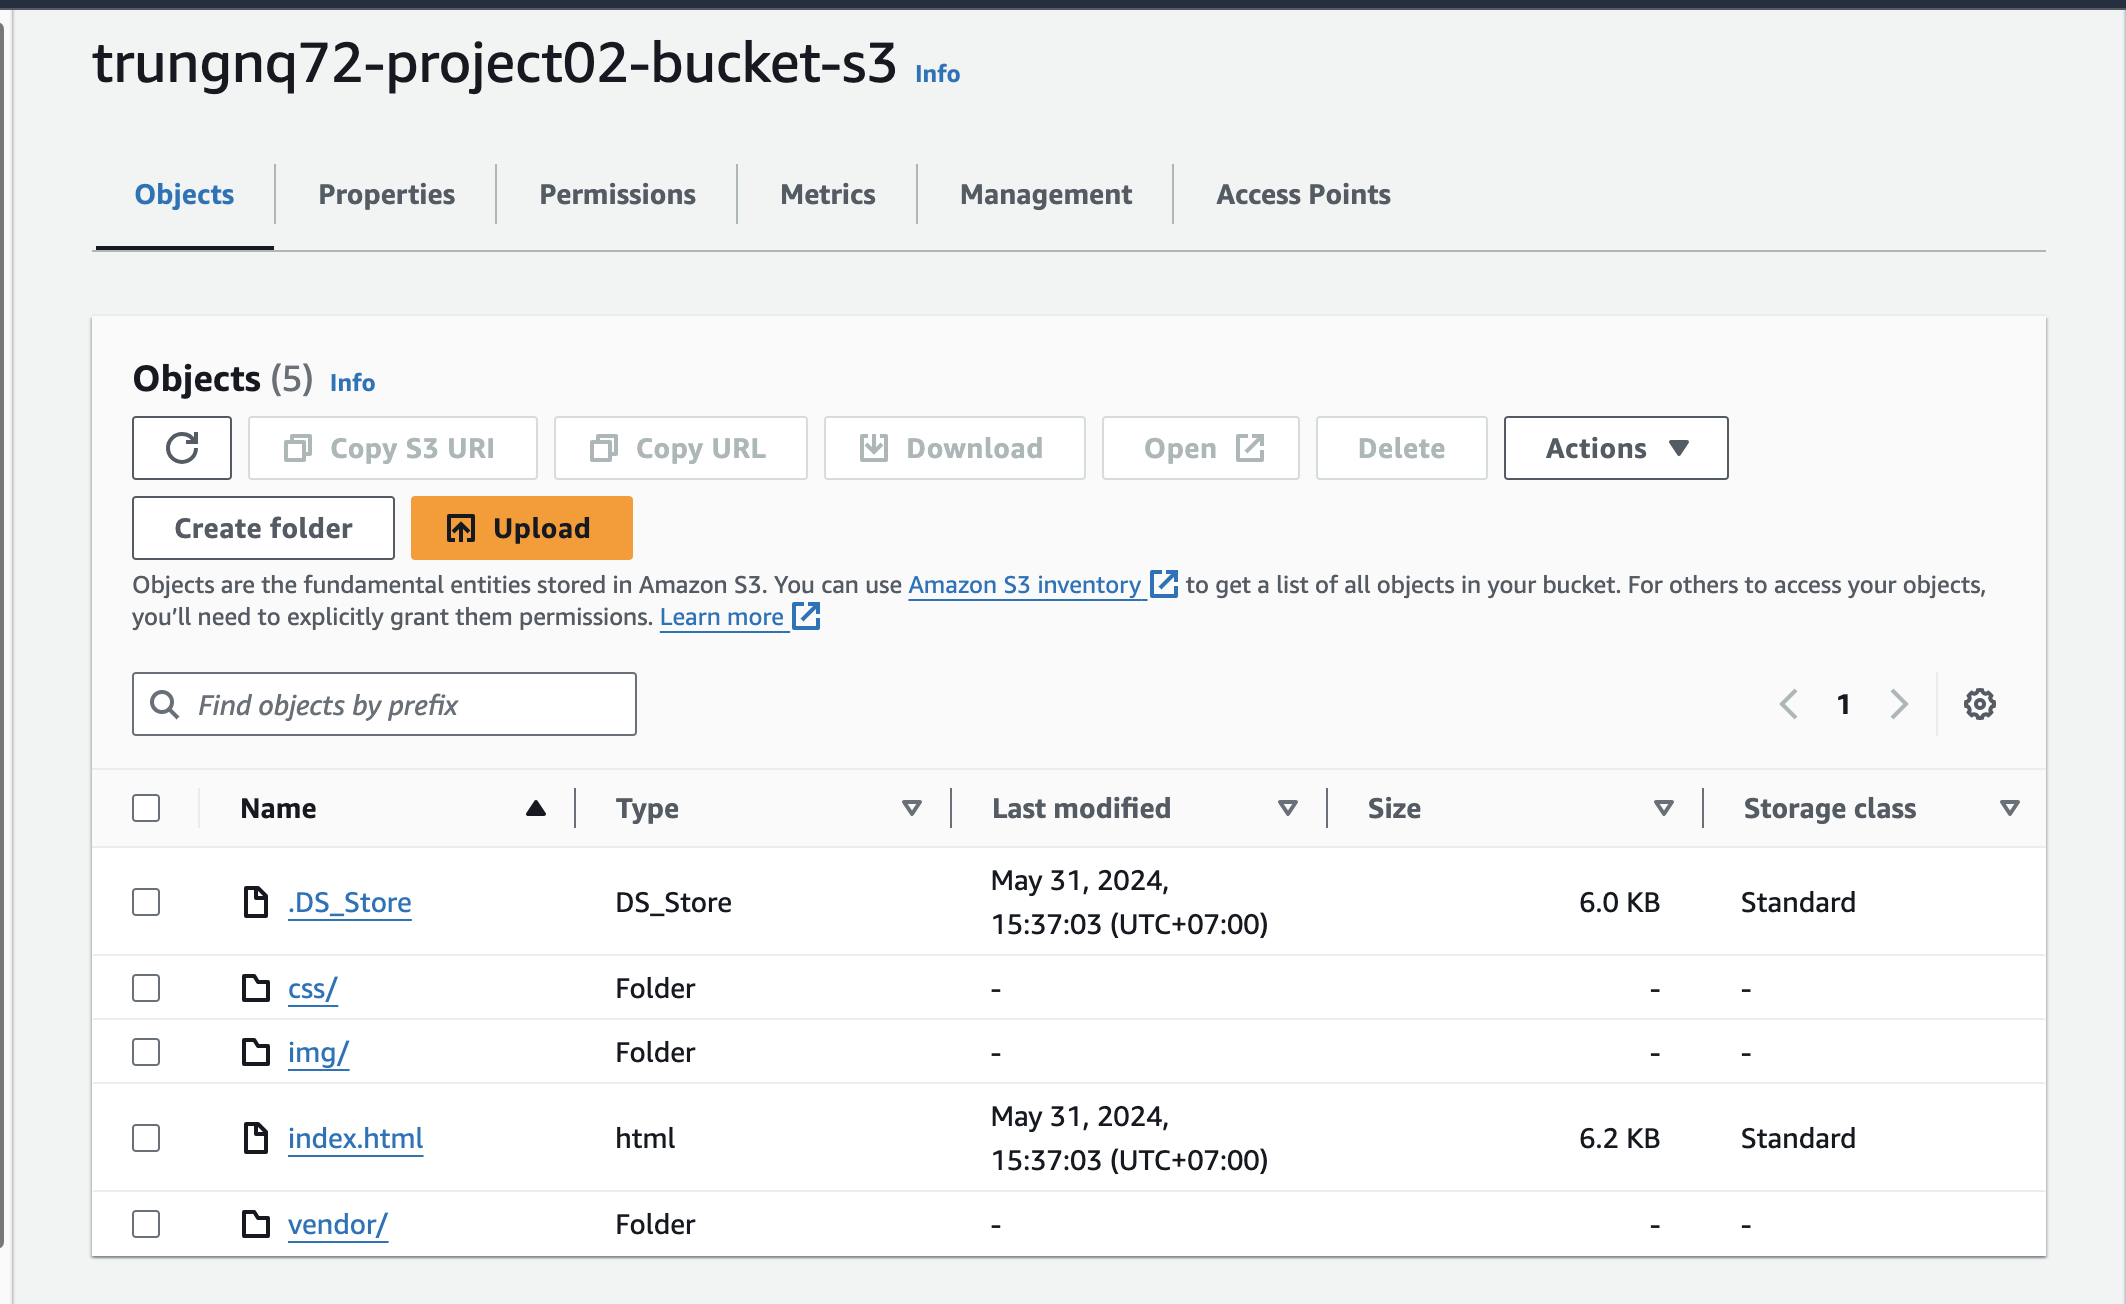 trungnq72-project02-bucket-s3 Info
Objects Properties Permissions Metrics Management Access Points
Objects (5) Info
Copy S3 URI Copy URL Download Open Delete Actions
Create folder Upload
Objects are the fundamental entities stored in Amazon S3. You can use Amazon S3 inventory to get a list of all objects in your bucket. For others to access your objects,
you’ll need to explicitly grant them permissions. Learn more
Find objects by prefix 1
Name Type Last modified Size Storage class
.DS_Store DS_Store May 31, 2024, 6.0 KB Standard
15:37:03 (UTC+07:00)
css/ Folder - - -
img/ Folder - - -
index.html html May 31, 2024, 6.2 KB Standard
15:37:03 (UTC+07:00)
vendor/ Folder - - -